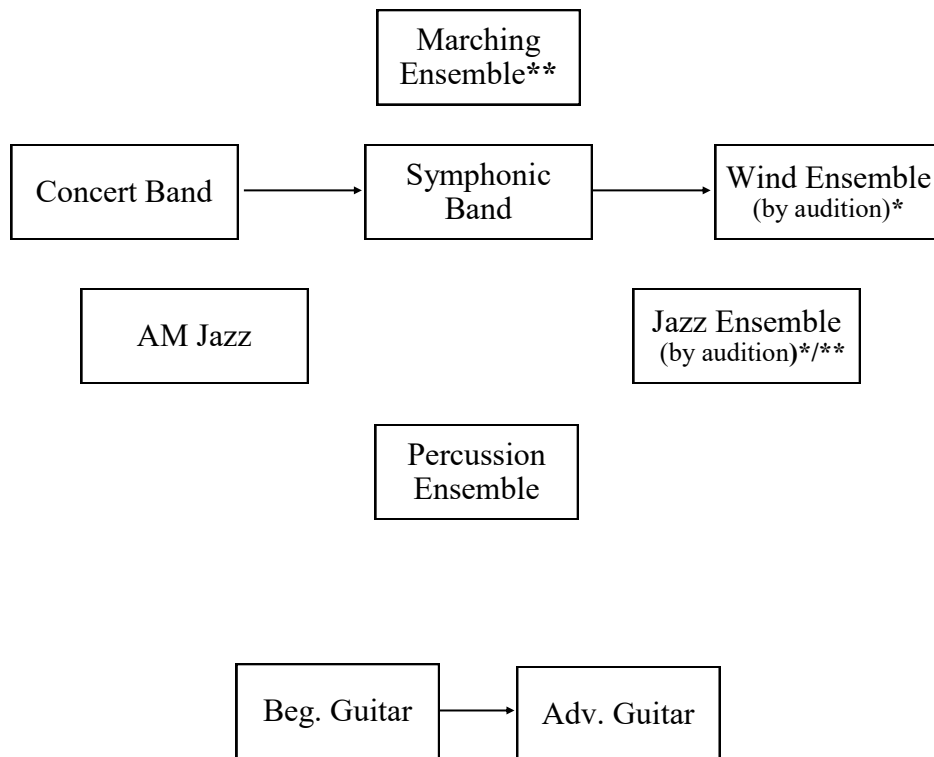 Marching
Ensemble**
Concert Band
Symphonic
Band
Wind Ensemble
(by audition)*
AM Jazz
Jazz Ensemble
(by audition)*/**
Percussion
Ensemble
Beg. Guitar
Adv. Guitar